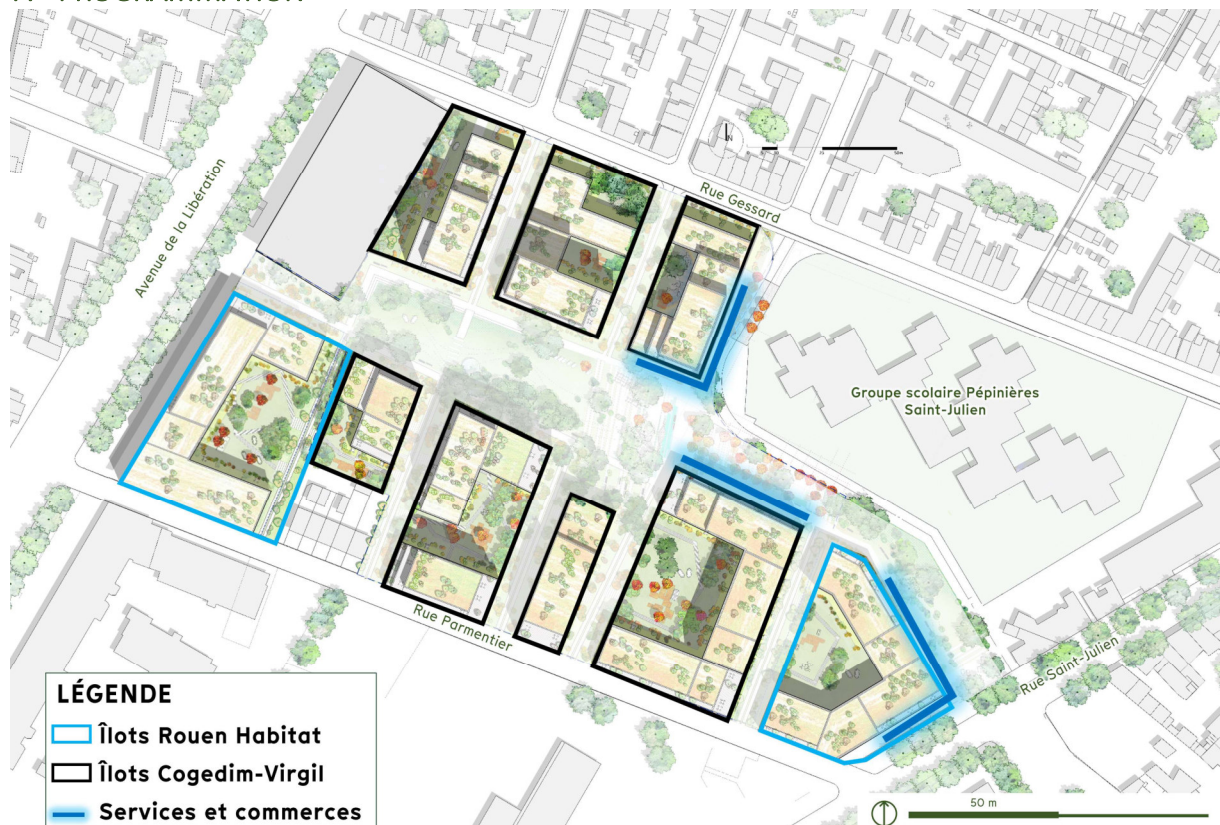 Avenue de la Libération
N
50m
Rue Gessard
Groupe scolaire Pépinières
Saint-Julien
Rue Parmentier
Rue Saint-Julien
LÉGENDE
Îlots Rouen Habitat
Îlots Cogedim-Virgil
Services et commerces
50 m